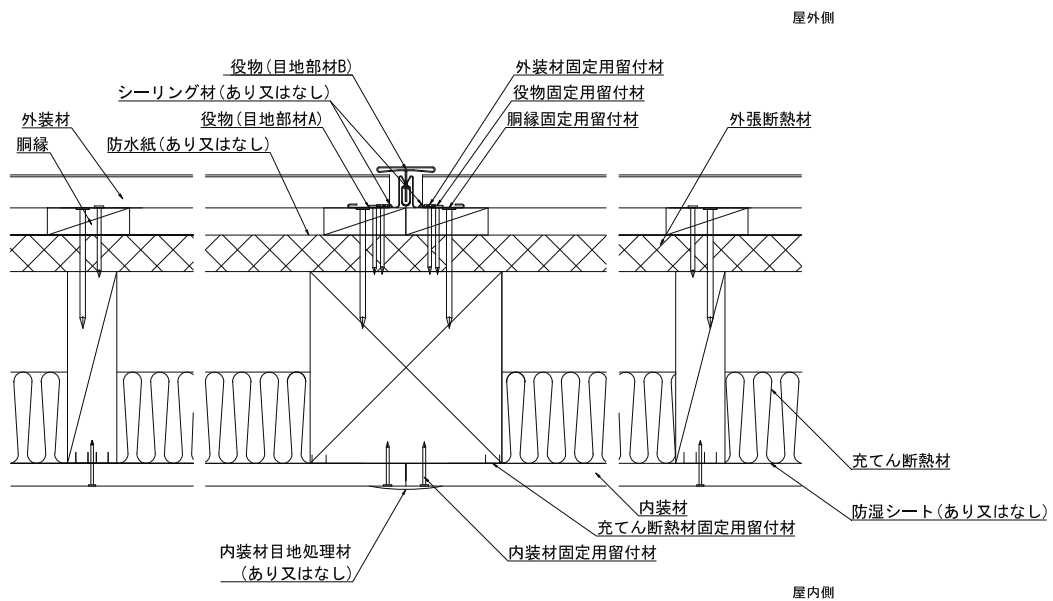 屋外側
役物(目地部材B)
外装材固定用留付材
シーリング材(あり又はなし)
役物固定用留付材
外装材
役物(目地部材A)
胴縁固定用留付材
外張断熱材
胴縁
防水紙(あり又はなし)
充てん断熱材
内装材
防湿シート(あり又はなし)
充てん断熱材固定用留付材
内装材目地処理材
(あり又はなし)
内装材固定用留付材
屋内側